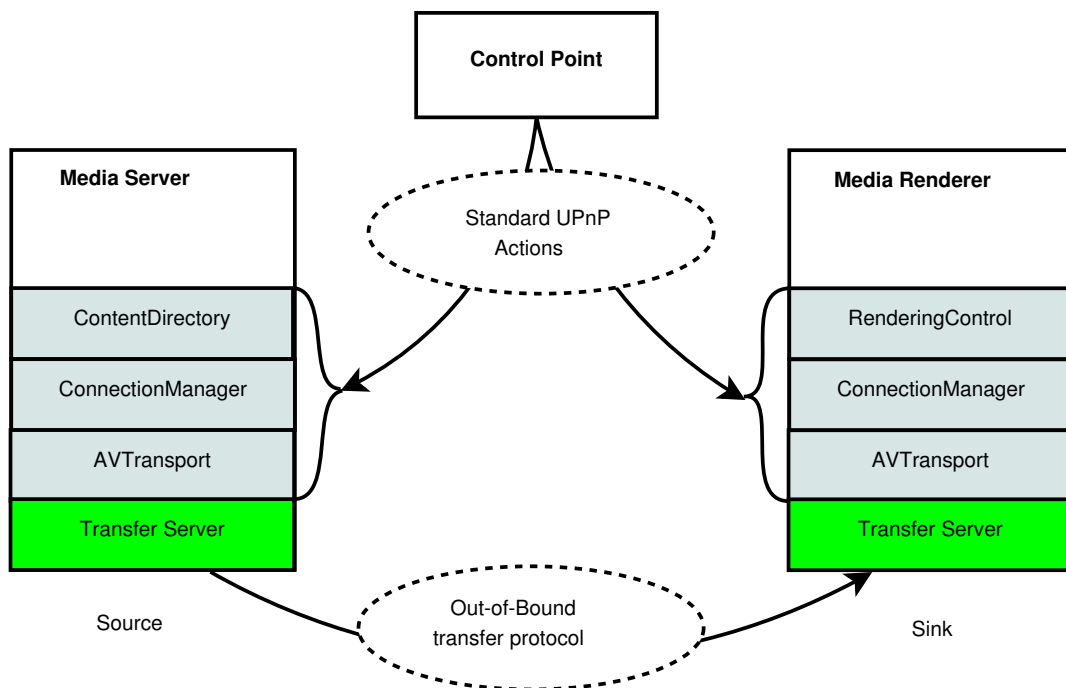 Control Point
Media Server
Media Renderer
Standard UPnP
Actions
ContentDirectory
RenderingControl
ConnectionManager
ConnectionManager
AVTransport
AVTransport
Transfer Server
Transfer Server
Out-of-Bound
transfer protocol
Source
Sink